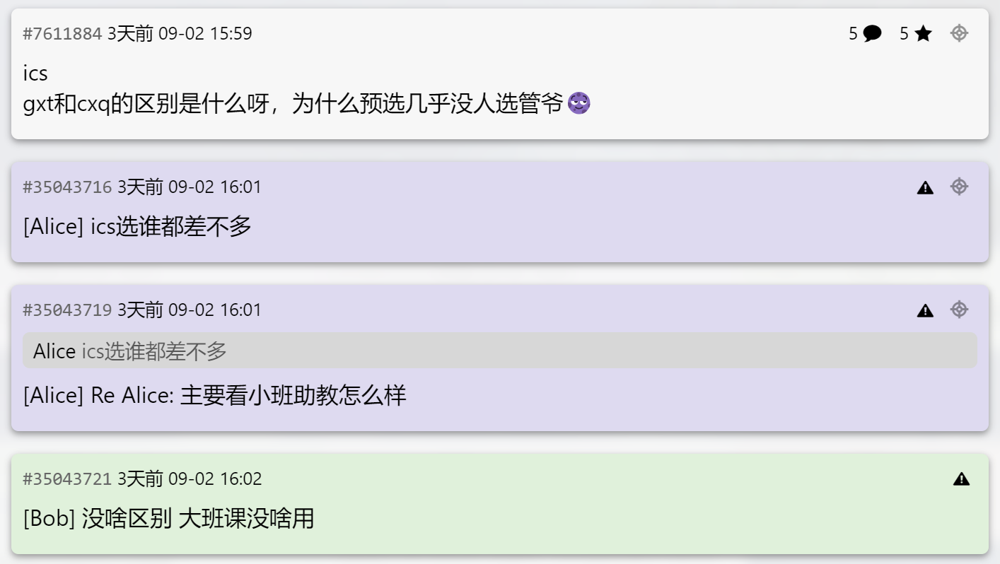 #7611884 3天前 09-02 15:59 5 5
ics
gxt和cxq的区别是什么呀，为什么预选几乎没人选管爷
#35043716 3天前 09-02 16:01
[Alice] ics选谁都差不多
#35043719 3天前 09-02 16:01
Alice ics选谁都差不多
[Alice] Re Alice: 主要看小班助教怎么样
#35043721 3天前 09-02 16:02
[Bob] 没啥区别 大班课没啥用